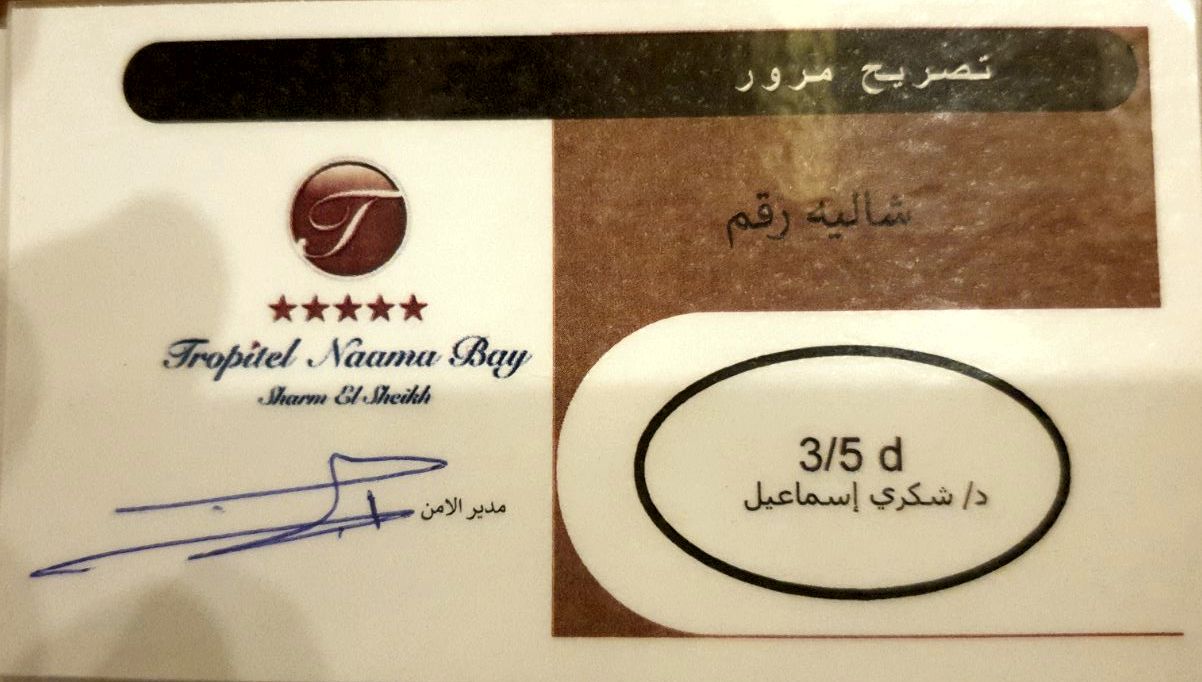 تصريح مرور
شاليه رقم
T
Tropitel Naama Bay
Sharm El Sheikh
3/5 d
د/ شكري إسماعيل
مدير الامن